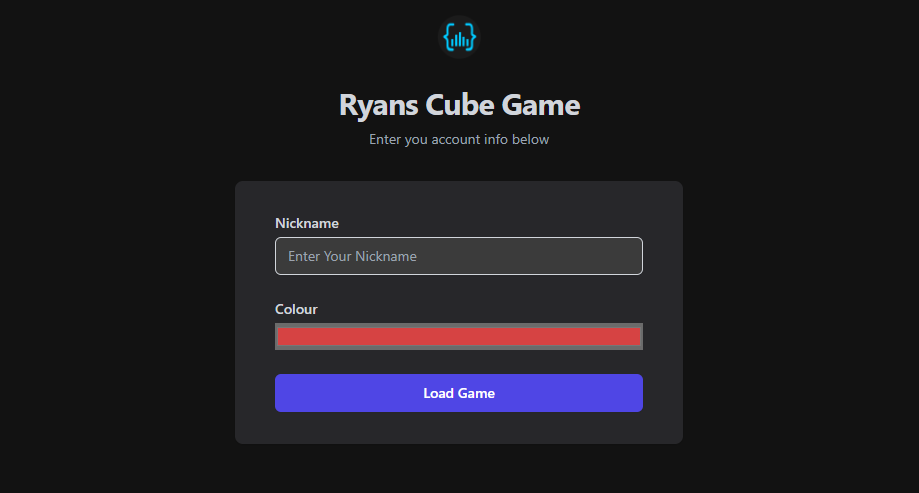 Ryans Cube Game
Enter you account info below
Nickname
Enter Your Nickname
Colour
Load Game